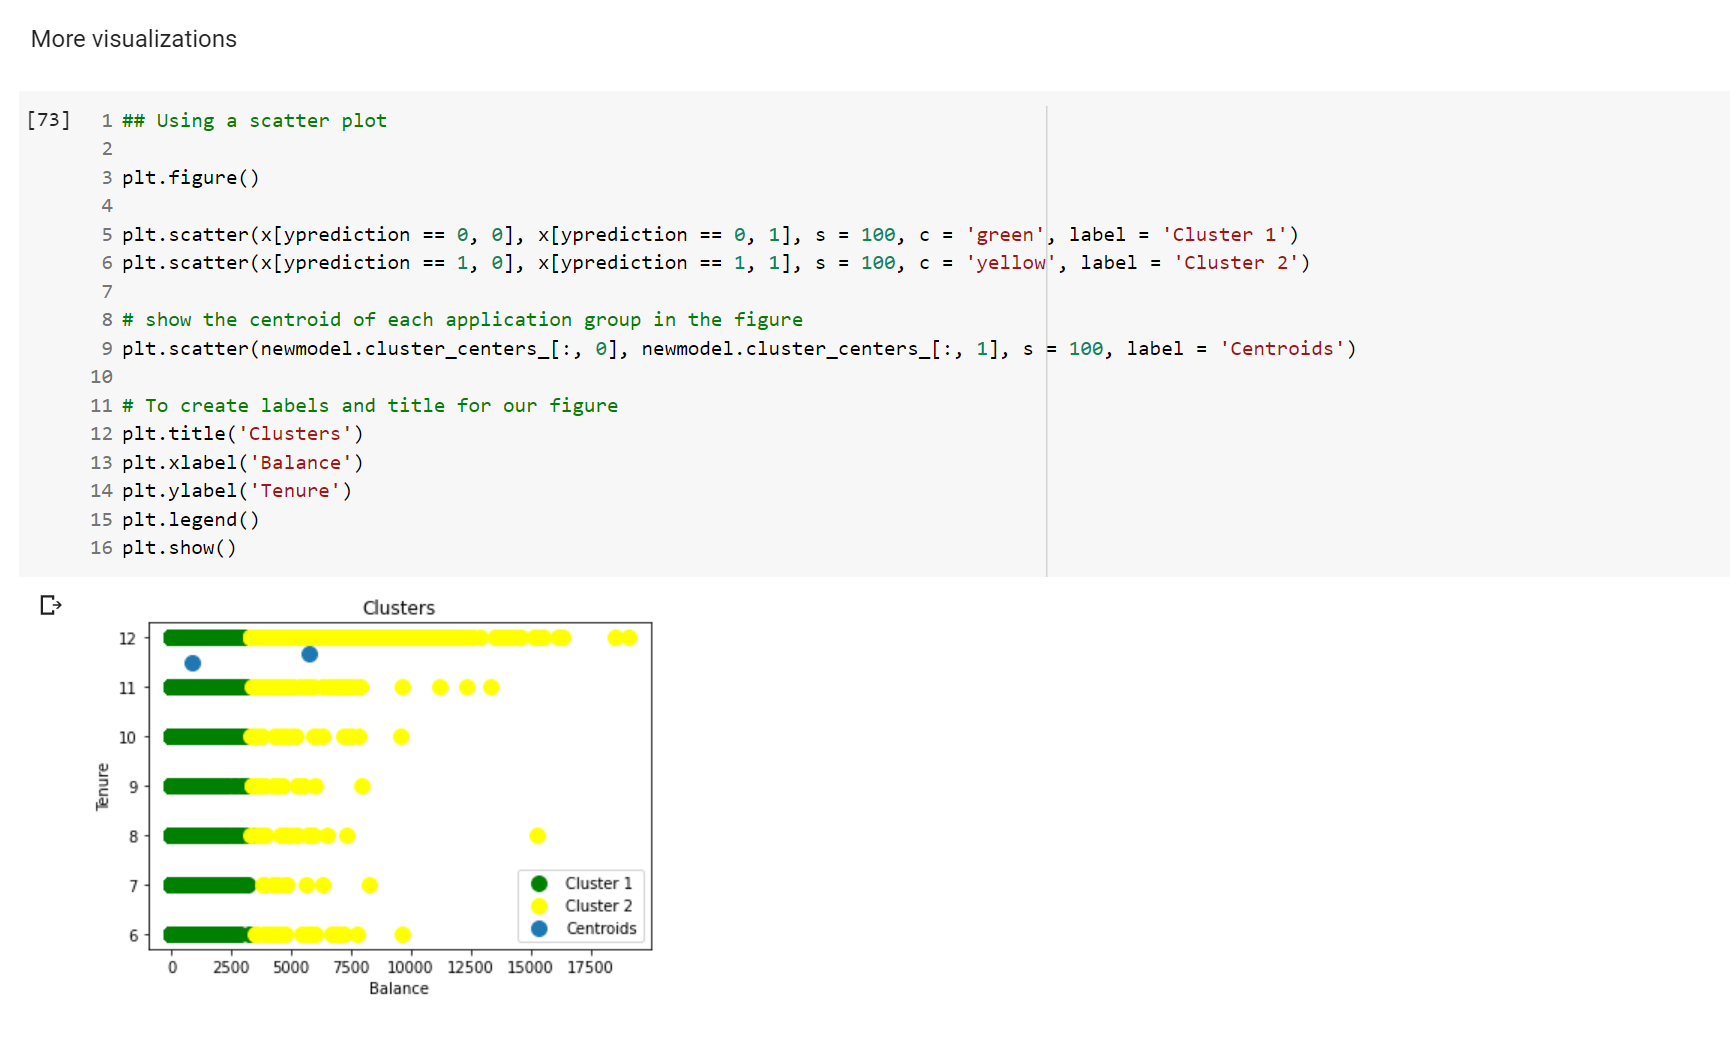 More visualizations
[73]
1 ## Using a scatter plot
2
3 plt.figure()
4
5 plt.scatter(x[yprediction == 0, 0], x[yprediction == 0, 1], s = 100, c = 'green', label = 'Cluster 1')
6 plt.scatter(x[yprediction == 1, 0], x[yprediction == 1, 1], s = 100, c = 'yellow', label = 'Cluster 2')
7
8 # show the centroid of each application group in the figure
9 plt.scatter(newmodel.cluster_centers_[:, 0], newmodel.cluster_centers_[:, 1], s = 100, label = 'Centroids')
10
11 # To create labels and title for our figure
12 plt.title('Clusters')
13 plt.xlabel('Balance')
14 plt.ylabel('Tenure')
15 plt.legend()
16 plt.show()
Clusters
12
11
10
9
8
7
6
Tenure
Cluster 1
Cluster 2
Centroids
0 2500 5000 7500 10000 12500 15000 17500
Balance